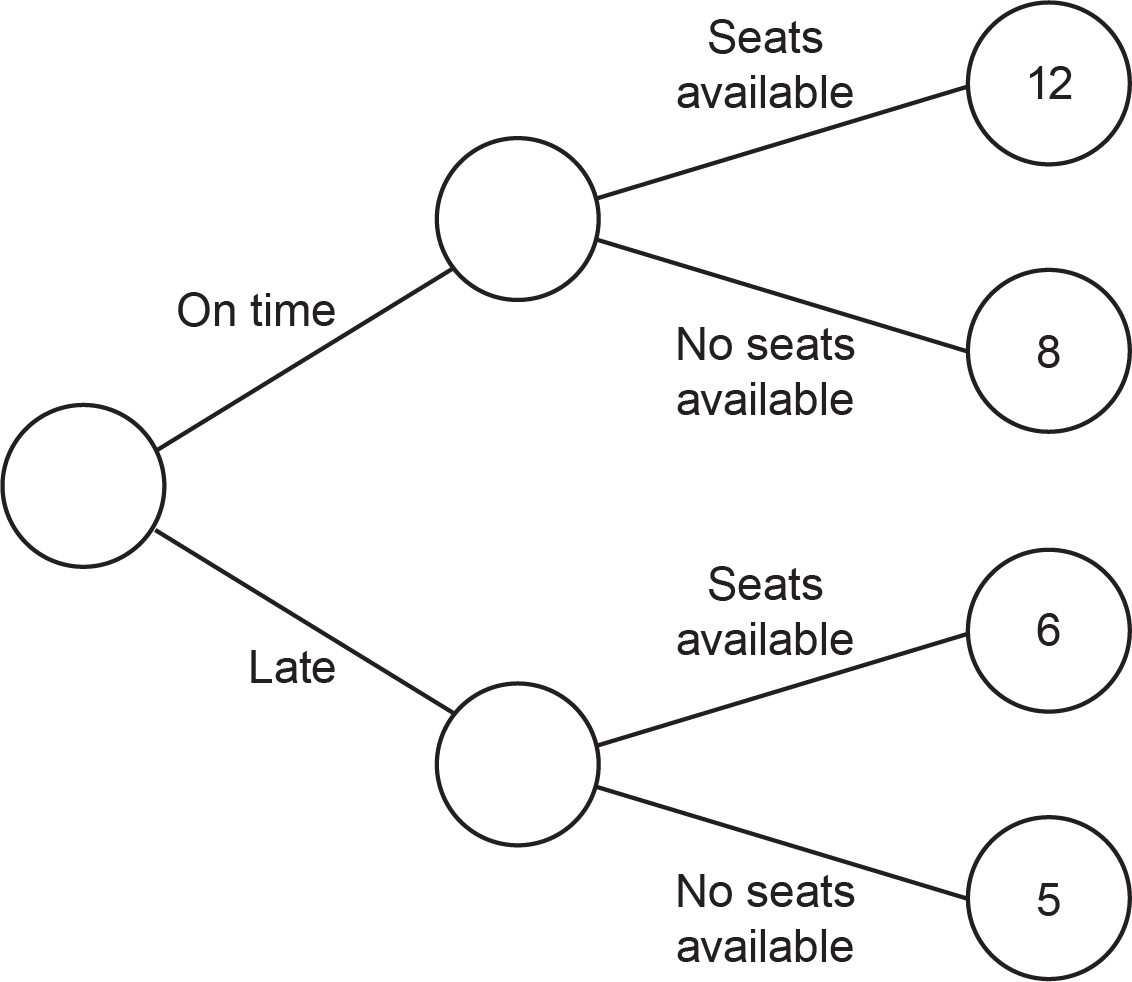 Seats
available
12
On time
No seats
available
8
Late
Seats
available
6
No seats
available
5